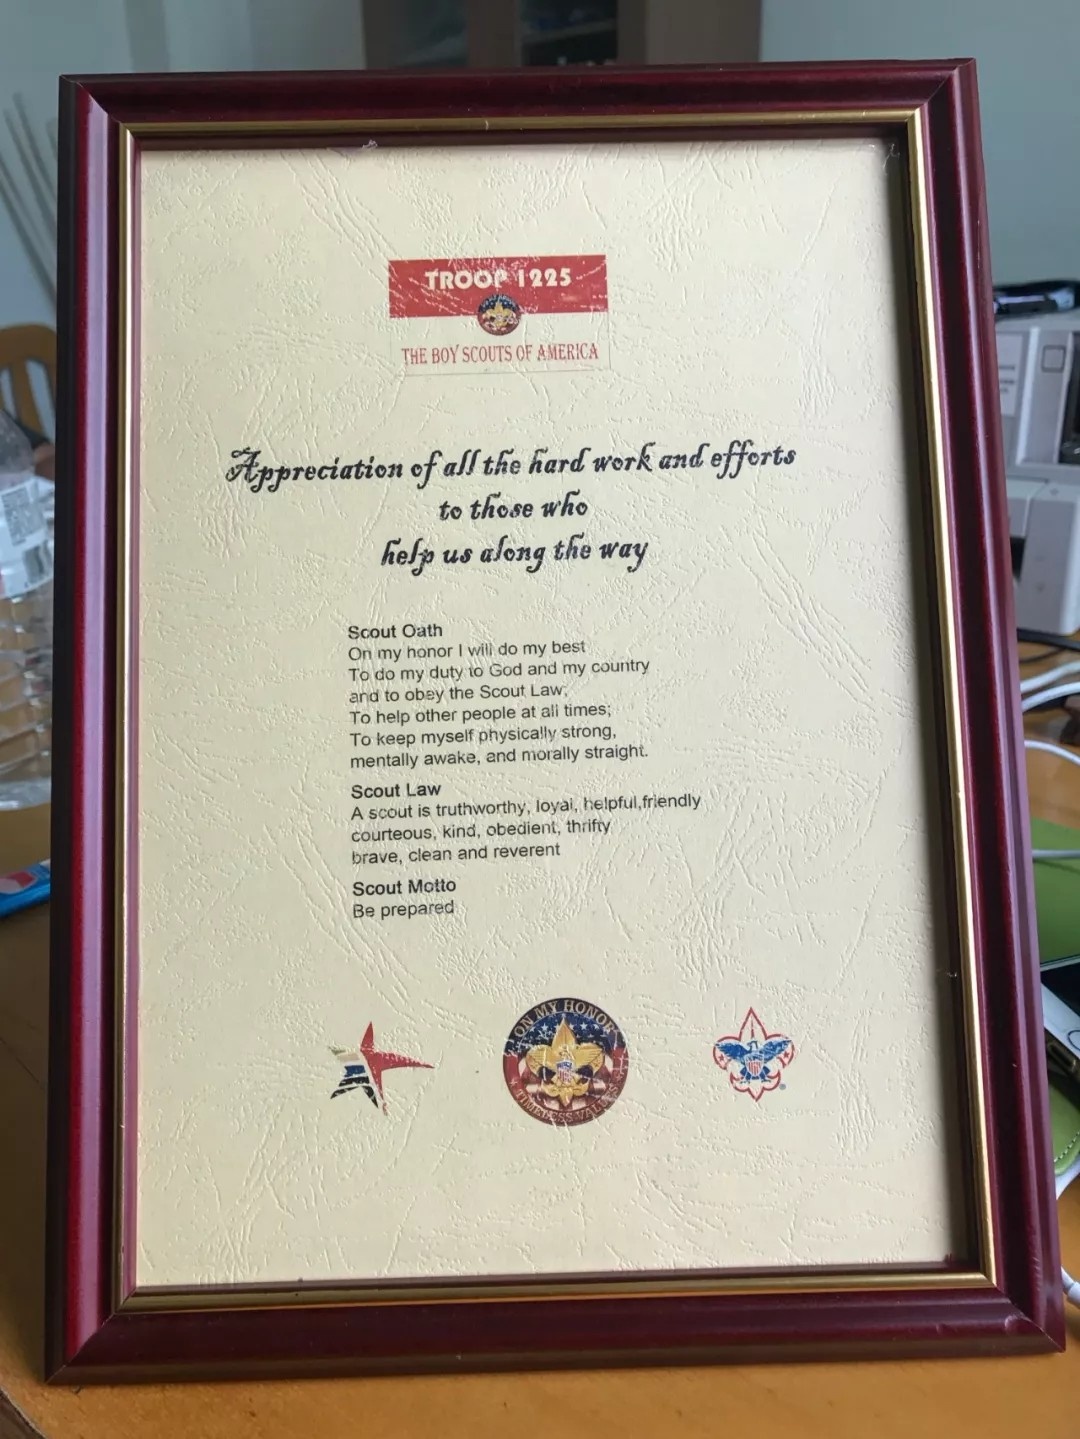 TROOP 1225
THE BOY SCOUTS OF AMERICA
Appreciation of all the hard work and efforts
to those who
help us along the way
Scout Oath
On my honor I will do my best
To do my duty to God and my country
and to obey the Scout Law;
To help other people at all times;
To keep myself physically strong,
mentally awake, and morally straight.
Scout Law
A scout is truthworthy, loyal, helpful,friendly
courteous, kind, obedient, thrifty
brave, clean and reverent
Scout Motto
Be prepared
ON MY HONOR
TIMELESS VALUES